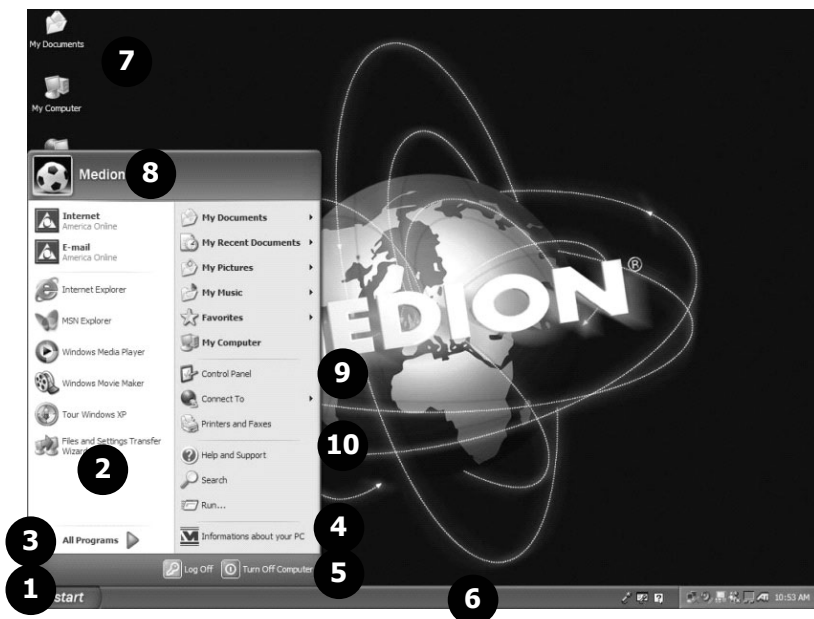 My Documents
7
My Computer
Medion
8
Internet
America Online
E-mail
America Online
Internet Explorer
MSN Explorer
Windows Media Player
Windows Movie Maker
Tour Windows XP
Files and Settings Transfer
2
3
All Programs
My Documents
My Recent Documents
My Pictures
My Music
Favorites
My Computer
Control Panel
9
Connect To
Printers and Faxes
10
Help and Support
Search
Run...
Informations about your PC
4
Log Off
Turn Off Computer
5
EDION®
1
start
6
10:53 AM